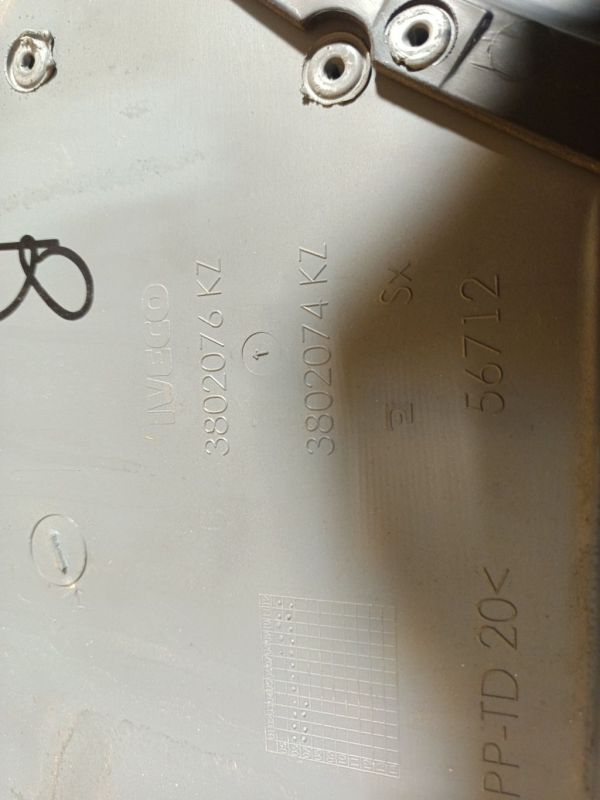 IVECO
3802076 KZ
3802074 KZ
Sx
56712
PP-TD 20<
R